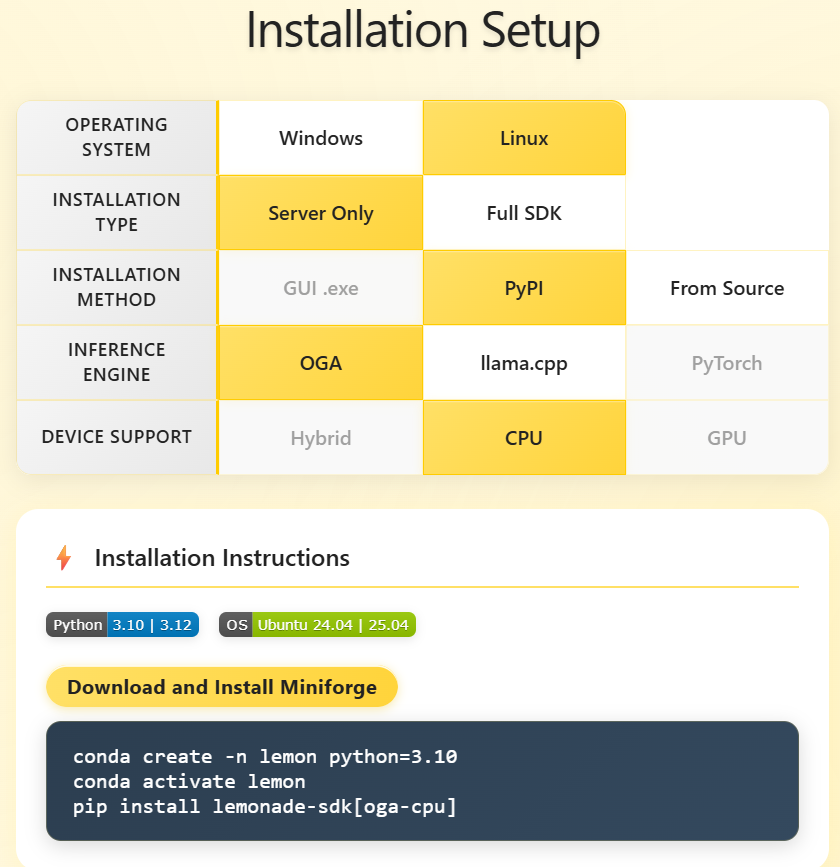 Installation Setup
OPERATING
SYSTEM
Windows
Linux
INSTALLATION
TYPE
Server Only
Full SDK
INSTALLATION
METHOD
GUI .exe
PyPI
From Source
INFERENCE
ENGINE
OGA
llama.cpp
PyTorch
DEVICE SUPPORT
Hybrid
CPU
GPU
Installation Instructions
Python 3.10 | 3.12
OS Ubuntu 24.04 | 25.04
Download and Install Miniforge
conda create -n lemon python=3.10
conda activate lemon
pip install lemonade-sdk[oga-cpu]